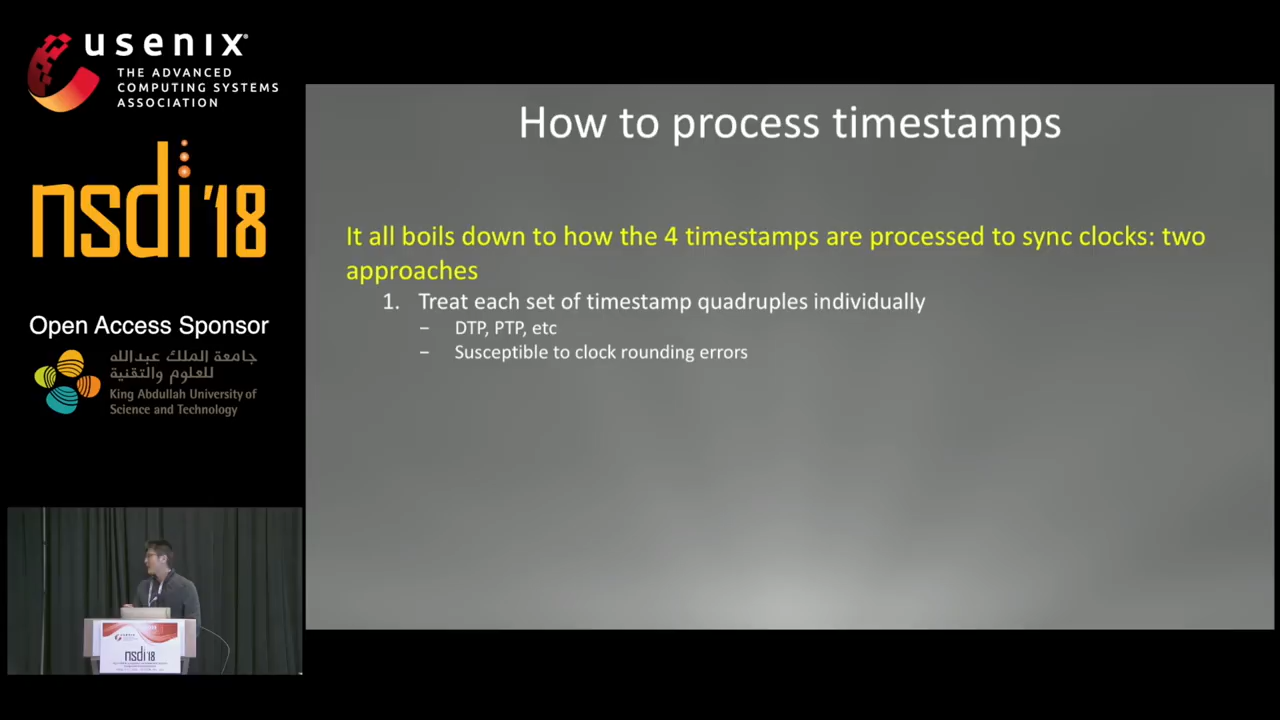 usenix
THE ADVANCED
COMPUTING SYSTEMS
ASSOCIATION
nsdi '18
Open Access Sponsor
جامعة الملك عبدالله
للعلوم والتقنية
King Abdullah University of
Science and Technology
How to process timestamps
It all boils down to how the 4 timestamps are processed to sync clocks: two
approaches
1. Treat each set of timestamp quadruples individually
– DTP, PTP, etc
– Susceptible to clock rounding errors
usenix
nsdi'18